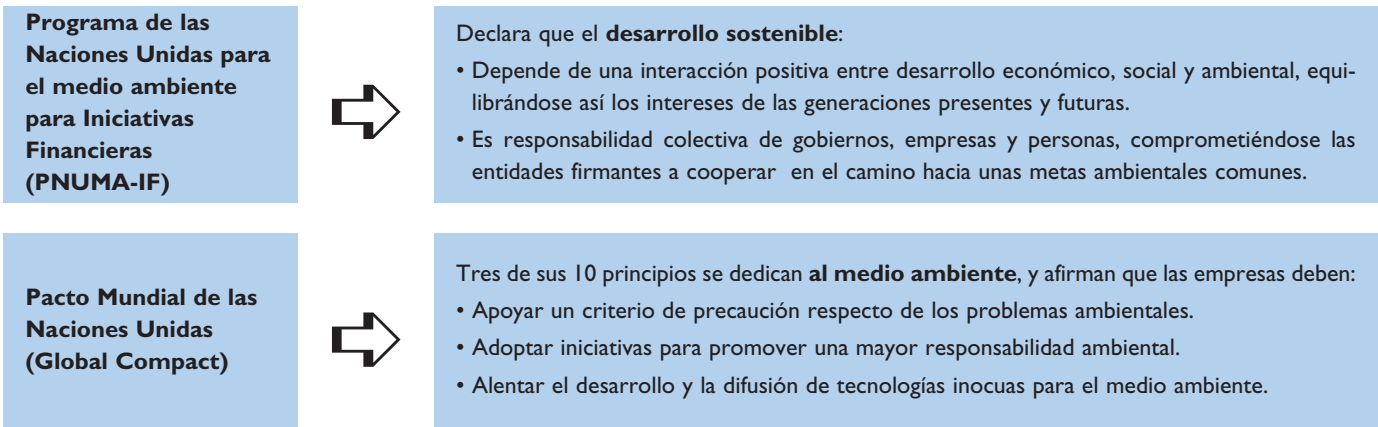 Programa de las
Naciones Unidas para
el medio ambiente
para Iniciativas
Financieras
(PNUMA-IF)
Declara que el desarrollo sostenible:
• Depende de una interacción positiva entre desarrollo económico, social y ambiental, equi-
librándose así los intereses de las generaciones presentes y futuras.
• Es responsabilidad colectiva de gobiernos, empresas y personas, comprometiéndose las
entidades firmantes a cooperar en el camino hacia unas metas ambientales comunes.
Pacto Mundial de las
Naciones Unidas
(Global Compact)
Tres de sus 10 principios se dedican al medio ambiente, y afirman que las empresas deben:
• Apoyar un criterio de precaución respecto de los problemas ambientales.
• Adoptar iniciativas para promover una mayor responsabilidad ambiental.
• Alentar el desarrollo y la difusión de tecnologías inocuas para el medio ambiente.